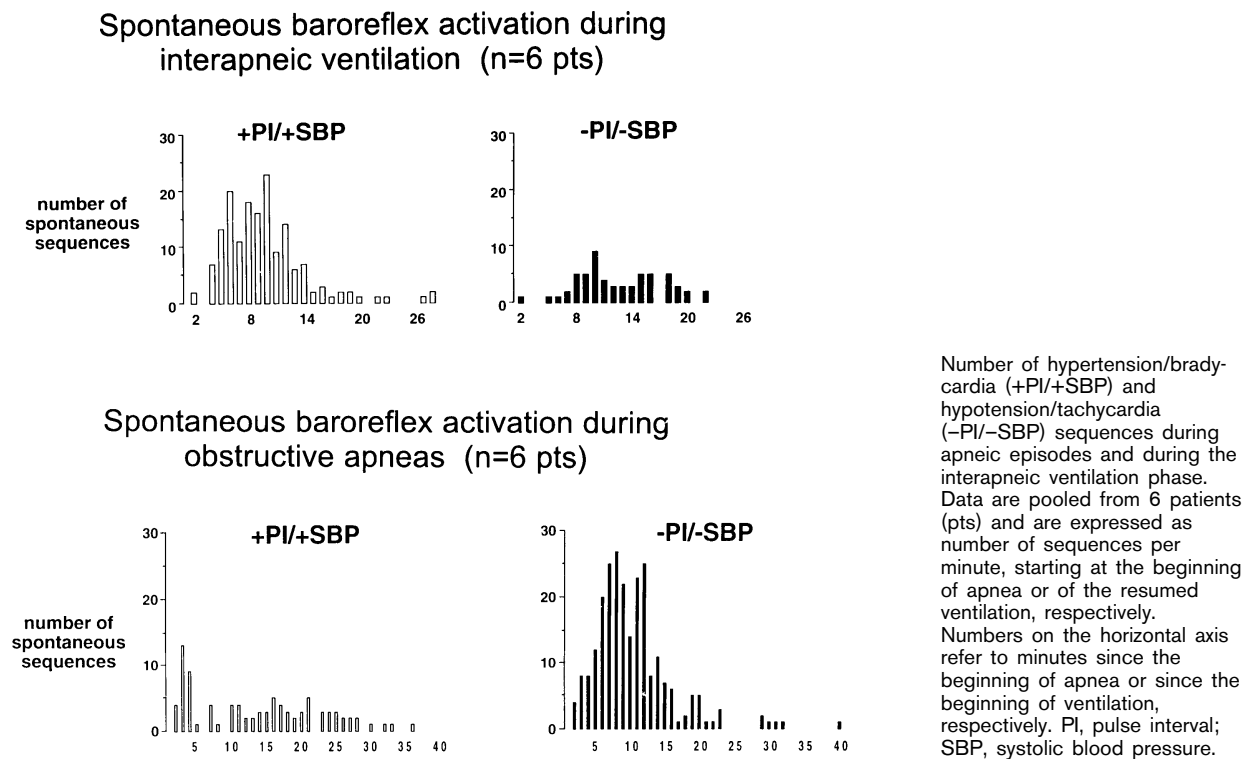 Spontaneous baroreflex activation during
interapneic ventilation (n=6 pts)
+PI/+SBP
-PI/-SBP
30
20
10
0
number of
spontaneous
sequences
2 8 14 20 26
30
20
10
0
2 8 14 20 26
Spontaneous baroreflex activation during
obstructive apneas (n=6 pts)
+PI/+SBP
-PI/-SBP
30
20
10
0
number of
spontaneous
sequences
5 10 15 20 25 30 35 40
30
20
10
0
5 10 15 20 25 30 35 40
Number of hypertension/brady-
cardia (+PI/+SBP) and
hypotension/tachycardia
(–PI/–SBP) sequences during
apneic episodes and during the
interapneic ventilation phase.
Data are pooled from 6 patients
(pts) and are expressed as
number of sequences per
minute, starting at the beginning
of apnea or of the resumed
ventilation, respectively.
Numbers on the horizontal axis
refer to minutes since the
beginning of apnea or since the
beginning of ventilation,
respectively. PI, pulse interval;
SBP, systolic blood pressure.